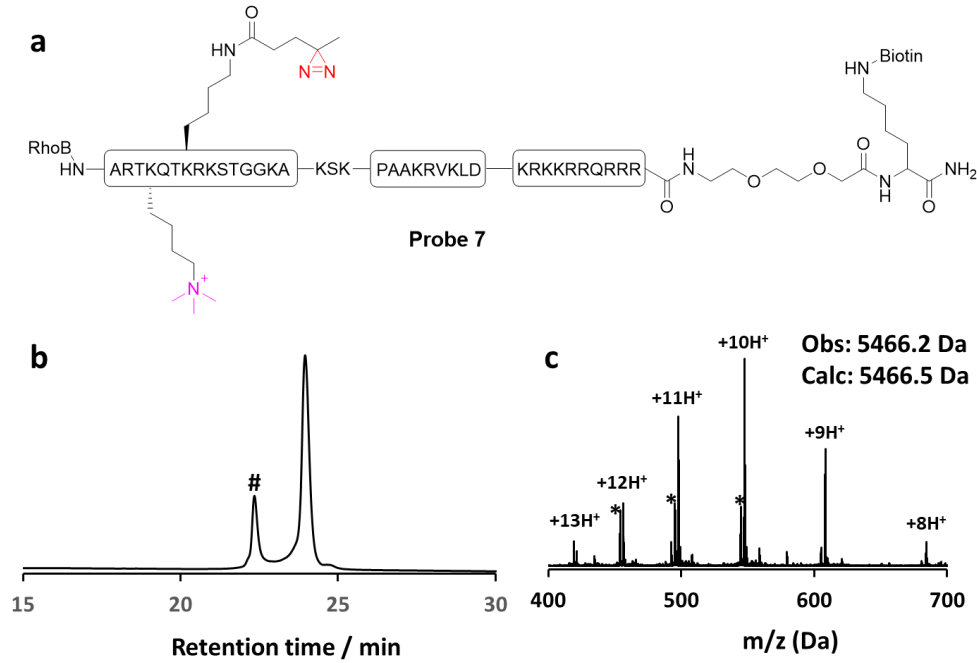 a
O
HN
N=N
Biotin
HN
RhoB
HN
ARTKQTKRKSTGGKA
KSK
PAAKRVKLD
KRKKRRQRRR
H
N
O
O
O
O
N
H
NH2
O
Probe 7
N+
b
#
15
20
25
30
Retention time / min
c
Obs: 5466.2 Da
Calc: 5466.5 Da
+10H+
+11H+
+9H+
+12H+
*
*
*
+13H+
+8H+
400
500
600
700
m/z (Da)